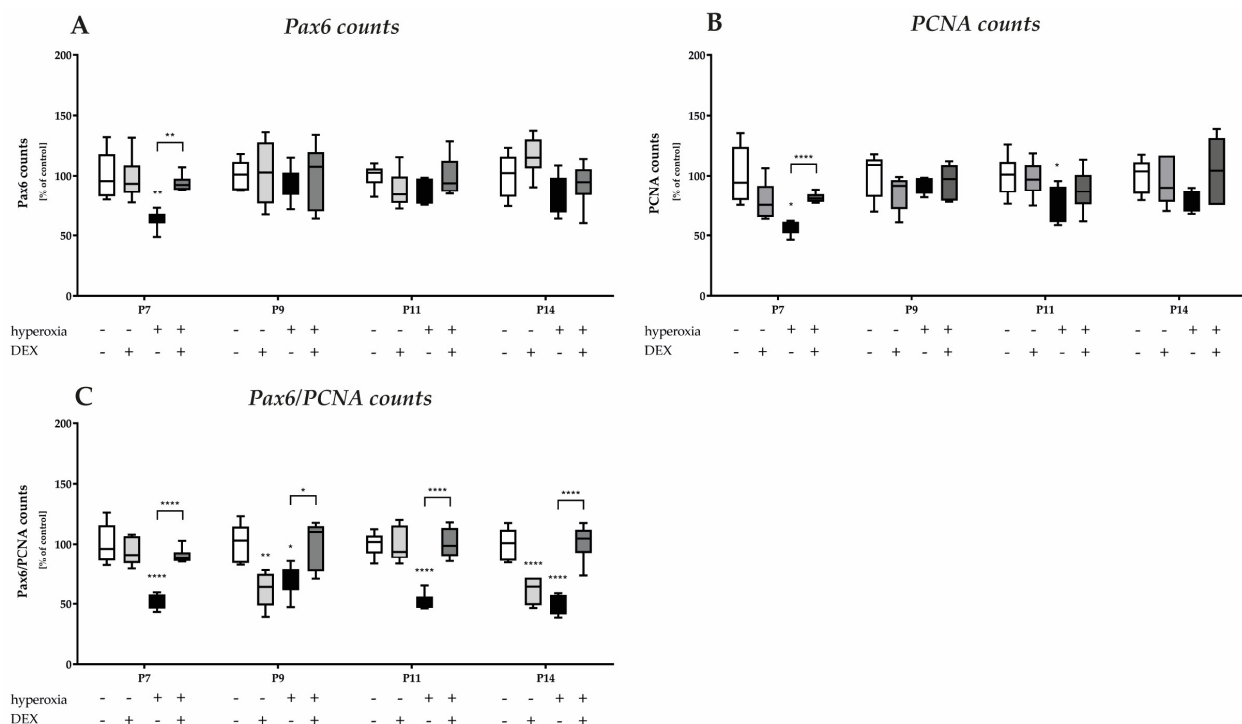 A
Pax6 counts
Pax6 counts
[% of control]
200
150
100
50
0
**
**
P7 P9 P11 P14
hyperoxia - - + + - - + + - - + + - - + +
DEX - + - + - + - + - + - + - + - +
B
PCNA counts
PCNA counts
[% of control]
200
150
100
50
0
****
*
*
P7 P9 P11 P14
hyperoxia - - + + - - + + - - + + - - + +
DEX - + - + - + - + - + - + - + - +
C
Pax6/PCNA counts
Pax6/PCNA counts
[% of control]
200
150
100
50
0
**** * **** ****
**** ** * **** **** ****
P7 P9 P11 P14
hyperoxia - - + + - - + + - - + + - - + +
DEX - + - + - + - + - + - + - + - +